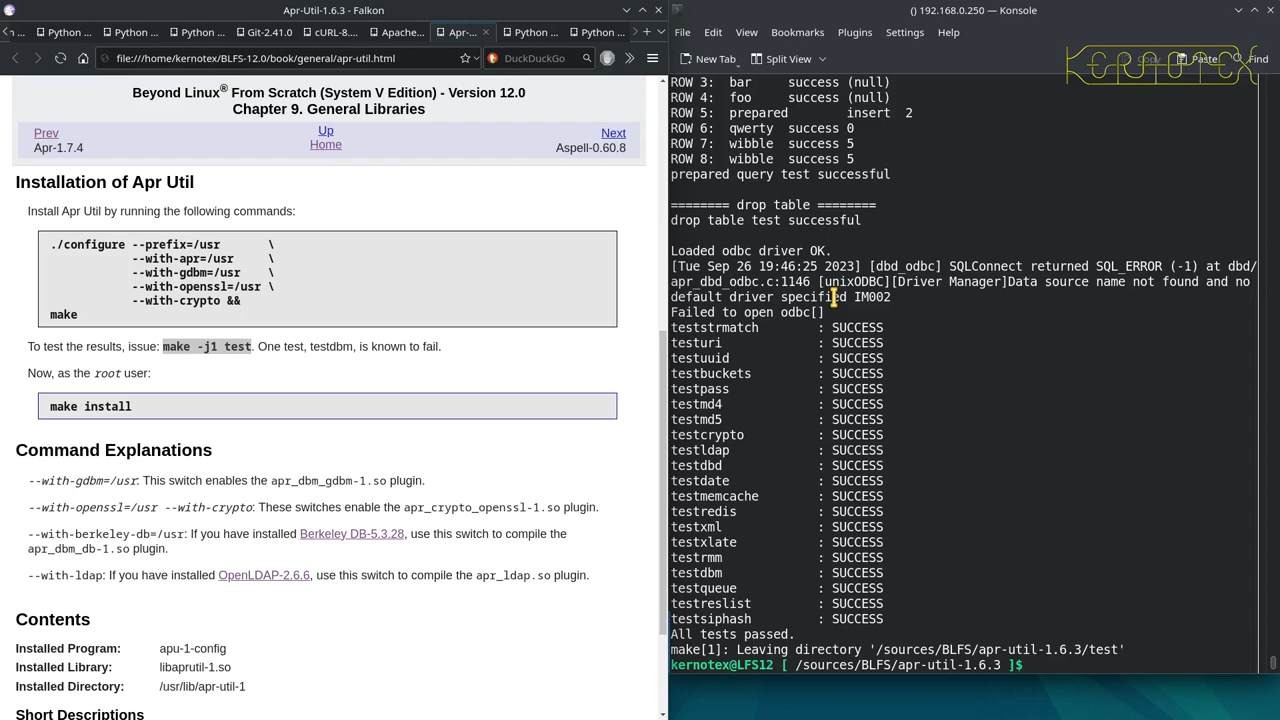 Apr-Util-1.6.3 - Falkon
n ... Python ... Python ... Python ... Git-2.41.0 cURL-8.... Apache... Apr-... Python ... Python ...
file:///home/kernotex/BLFS-12.0/book/general/apr-util.html
DuckDuckGo
Beyond Linux® From Scratch (System V Edition) - Version 12.0
Chapter 9. General Libraries
Prev Up Next
Apr-1.7.4 Home Aspell-0.60.8
Installation of Apr Util
Install Apr Util by running the following commands:
./configure --prefix=/usr \
--with-apr=/usr \
--with-gdbm=/usr \
--with-openssl=/usr \
--with-crypto &&
make
To test the results, issue: make -j1 test. One test, testdbm, is known to fail.
Now, as the root user:
make install
Command Explanations
--with-gdbm=/usr: This switch enables the apr_dbm_gdbm-1.so plugin.
--with-openssl=/usr --with-crypto: These switches enable the apr_crypto_openssl-1.so plugin.
--with-berkeley-db=/usr: If you have installed Berkeley DB-5.3.28, use this switch to compile the
apr_dbm_db-1.so plugin.
--with-ldap: If you have installed OpenLDAP-2.6.6, use this switch to compile the apr_ldap.so plugin.
Contents
Installed Program: apu-1-config
Installed Library: libaprutil-1.so
Installed Directory: /usr/lib/apr-util-1
Short Descriptions
() 192.168.0.250 — Konsole
File Edit View Bookmarks Plugins Settings Help
New Tab Split View Copy Paste Find
KERNOTEX
ROW 3: bar success (null)
ROW 4: foo success (null)
ROW 5: prepared insert 2
ROW 6: qwerty success 0
ROW 7: wibble success 5
ROW 8: wibble success 5
prepared query test successful
======== drop table ========
drop table test successful
Loaded odbc driver OK.
[Tue Sep 26 19:46:25 2023] [dbd_odbc] SQLConnect returned SQL_ERROR (-1) at dbd/
apr_dbd_odbc.c:1146 [unixODBC][Driver Manager]Data source name not found and no
default driver specified IM002
Failed to open odbc[]
teststrmatch : SUCCESS
testuri : SUCCESS
testuuid : SUCCESS
testbuckets : SUCCESS
testpass : SUCCESS
testmd4 : SUCCESS
testmd5 : SUCCESS
testcrypto : SUCCESS
testldap : SUCCESS
testdbd : SUCCESS
testdate : SUCCESS
testmemcache : SUCCESS
testredis : SUCCESS
testxml : SUCCESS
testxlate : SUCCESS
testrmm : SUCCESS
testdbm : SUCCESS
testqueue : SUCCESS
testreslist : SUCCESS
testsiphash : SUCCESS
All tests passed.
make[1]: Leaving directory '/sources/BLFS/apr-util-1.6.3/test'
kernotex@LFS12 [ /sources/BLFS/apr-util-1.6.3 ]$